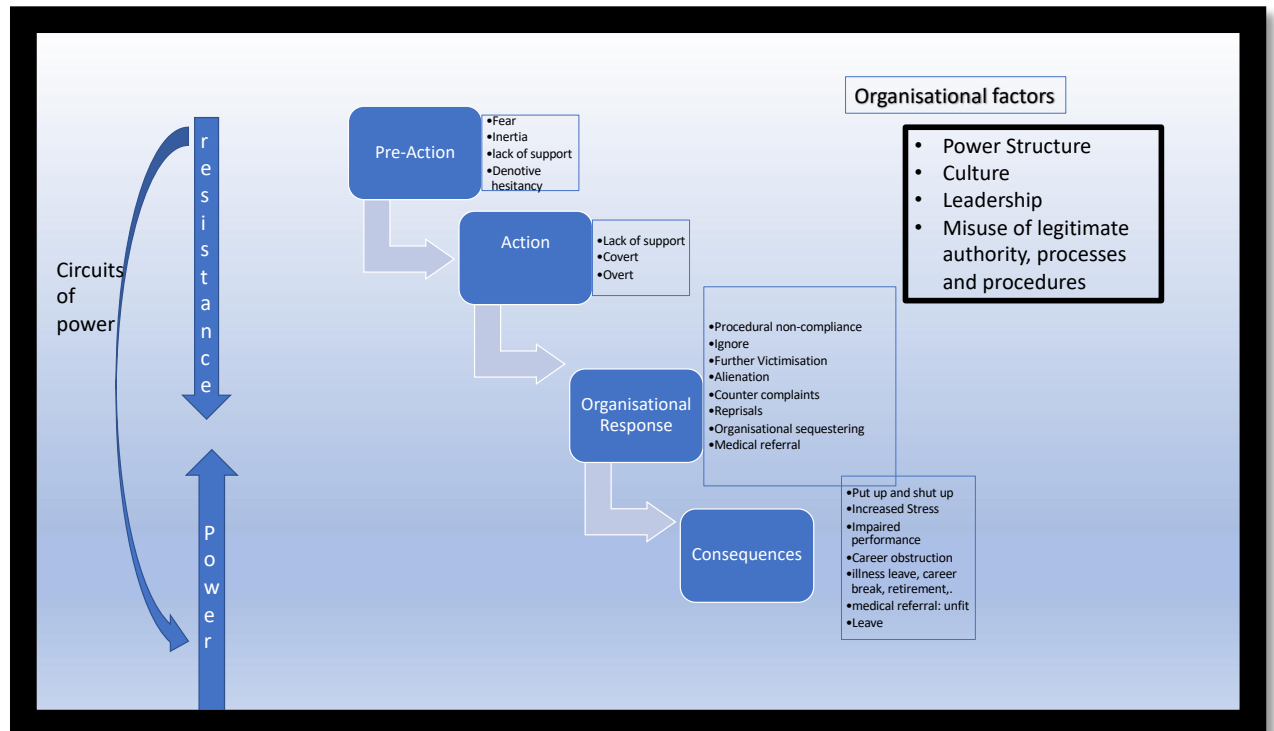 Organisational factors
• Power Structure
• Culture
• Leadership
• Misuse of legitimate
authority, processes
and procedures
Circuits
of
power
resistance
Power
Pre-Action
•Fear
•Inertia
•lack of support
•Denotive
hesitancy
Action
•Lack of support
•Covert
•Overt
Organisational
Response
•Procedural non-compliance
•Ignore
•Further Victimisation
•Alienation
•Counter complaints
•Reprisals
•Organisational sequestering
•Medical referral
Consequences
•Put up and shut up
•Increased Stress
•Impaired
performance
•Career obstruction
•illness leave, career
break, retirement,.
•medical referral: unfit
•Leave